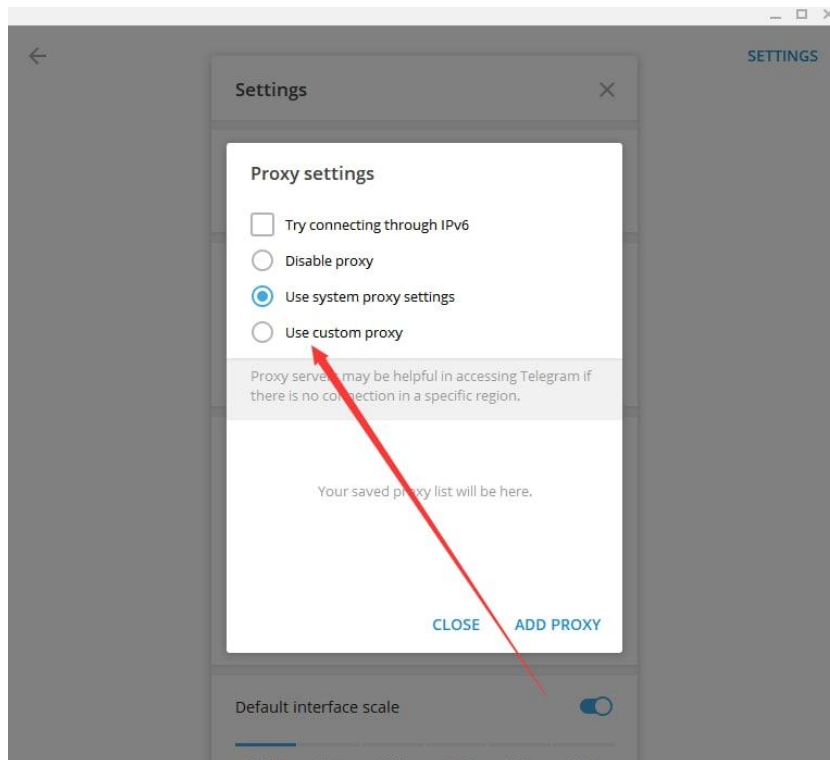 SETTINGS
Settings
Proxy settings
Try connecting through IPv6
Disable proxy
Use system proxy settings
Use custom proxy
Proxy servers may be helpful in accessing Telegram if
there is no connection in a specific region.
Your saved proxy list will be here.
CLOSE ADD PROXY
Default interface scale